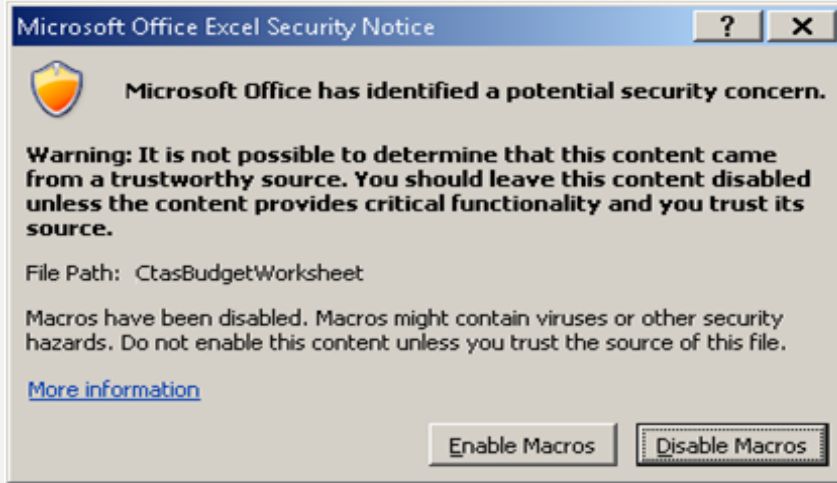 Microsoft Office Excel Security Notice
Microsoft Office has identified a potential security concern.
Warning: It is not possible to determine that this content came
from a trustworthy source. You should leave this content disabled
unless the content provides critical functionality and you trust its
source.
File Path: CtasBudgetWorksheet
Macros have been disabled. Macros might contain viruses or other security
hazards. Do not enable this content unless you trust the source of this file.
More information
Enable Macros
Disable Macros